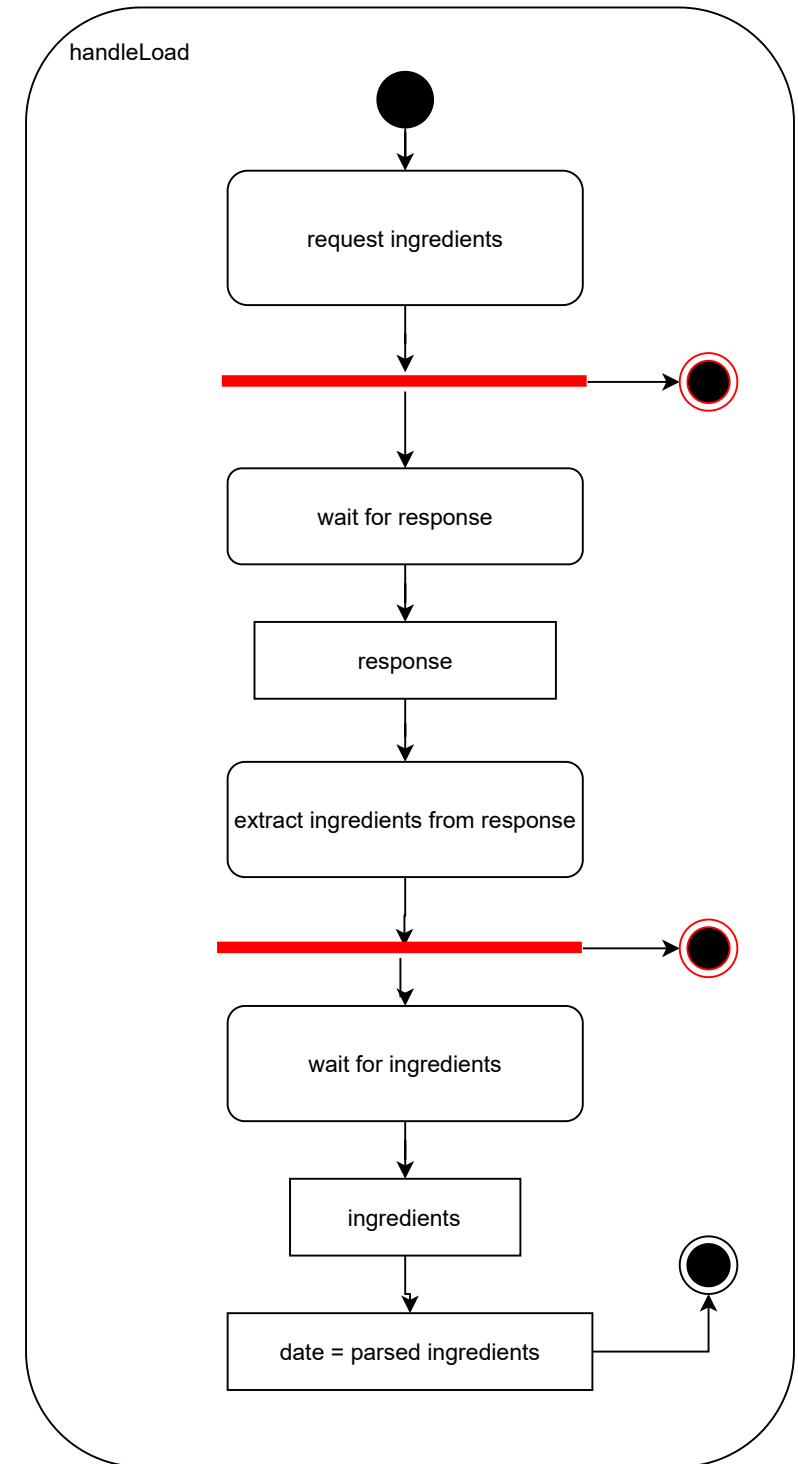 handleLoad
request ingredients
wait for response
response
extract ingredients from response
wait for ingredients
ingredients
date = parsed ingredients